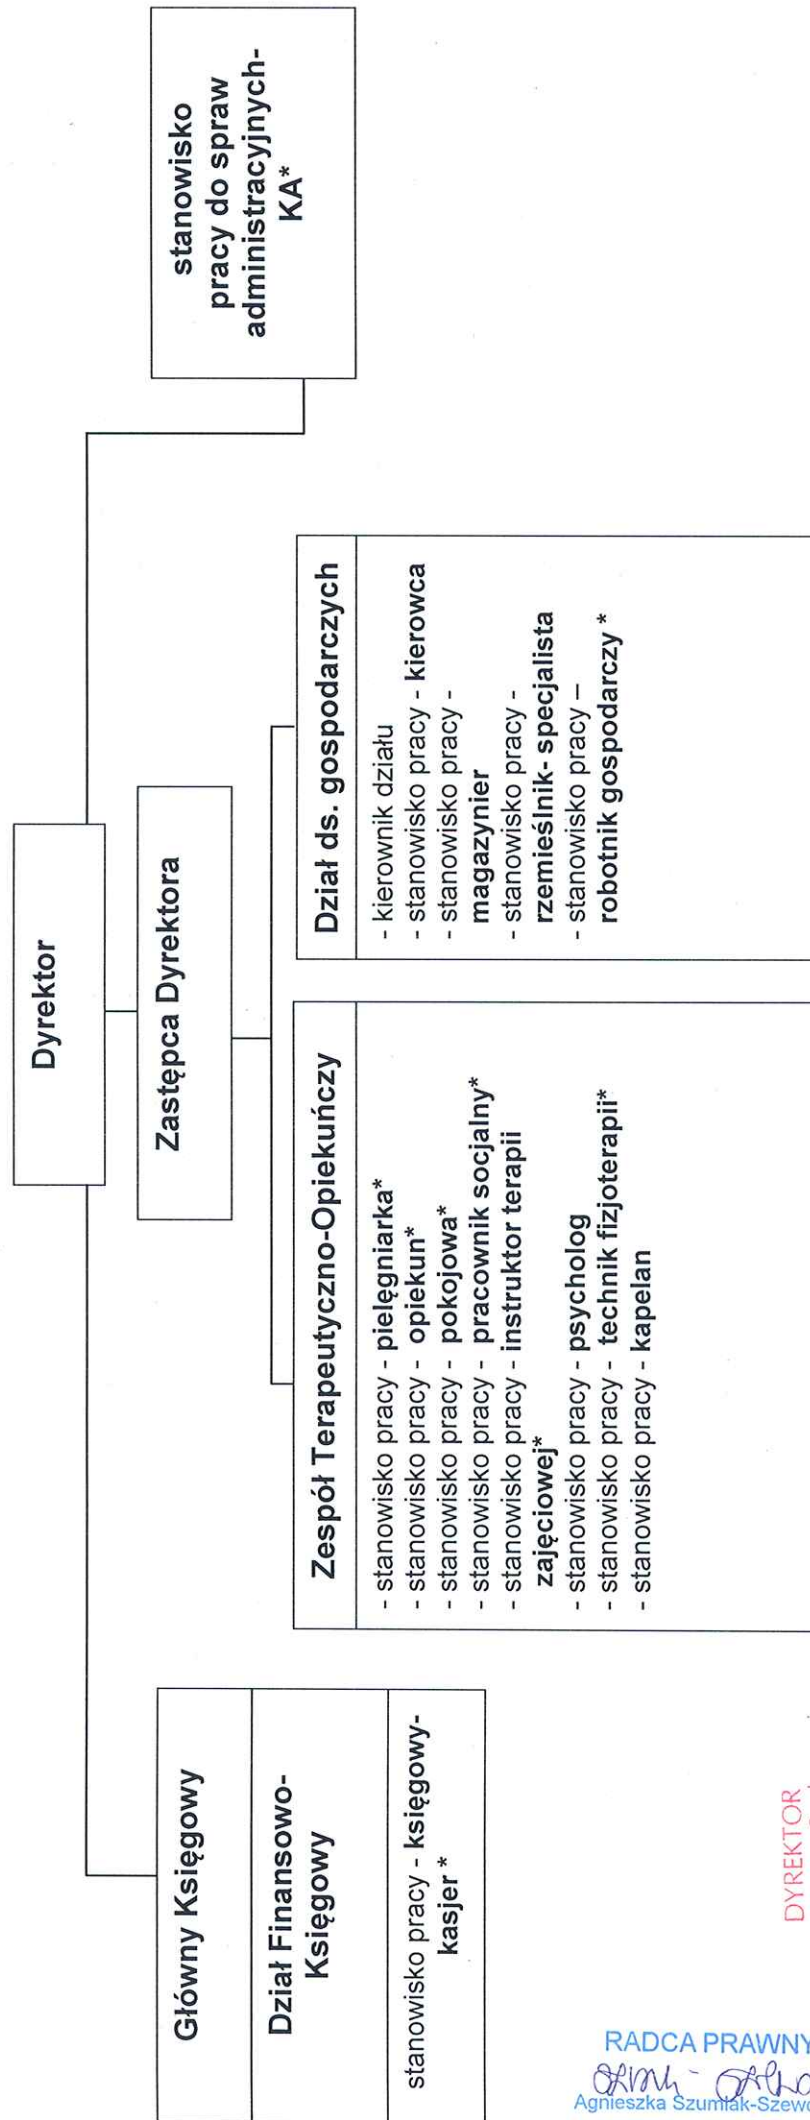 Dyrektor
Zastępca Dyrektora
stanowisko
pracy do spraw
administracyjnych-
KA*
Główny Księgowy
Dział Finansowo-
Księgowy
stanowisko pracy - księgowy-
kasjer *
Zespół Terapeutyczno-Opiekuńczy
- stanowisko pracy - pielęgniarka*
- stanowisko pracy - opiekun*
- stanowisko pracy - pokojowa*
- stanowisko pracy - pracownik socjalny*
- stanowisko pracy - instruktor terapii
zajęciowej*
- stanowisko pracy - psycholog
- stanowisko pracy - technik fizjoterapii*
- stanowisko pracy - kapelan
Dział ds. gospodarczych
- kierownik działu
- stanowisko pracy - kierowca
- stanowisko pracy -
magazynier
- stanowisko pracy -
rzemieślnik- specjalista
- stanowisko pracy –
robotnik gospodarczy *
DYREKTOR
RADCA PRAWNY
Agnieszka